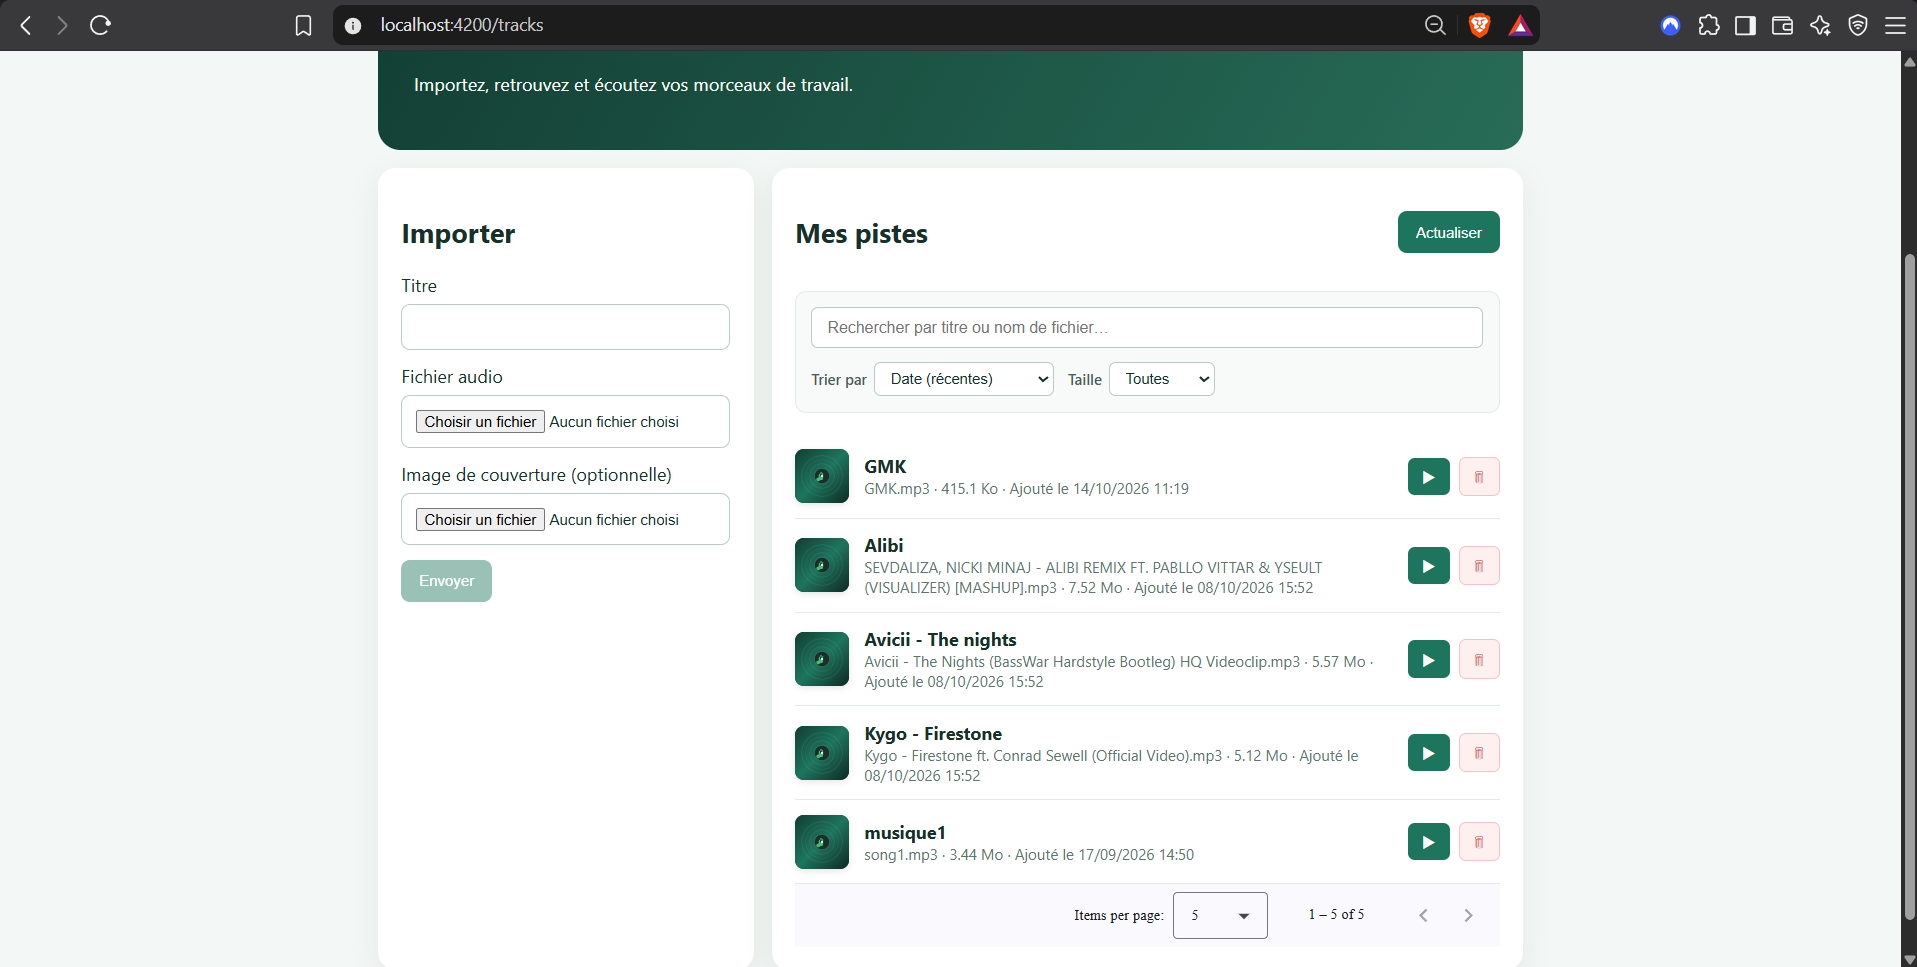 localhost:4200/tracks
Importez, retrouvez et écoutez vos morceaux de travail.
Importer
Titre
Fichier audio
Choisir un fichier Aucun fichier choisi
Image de couverture (optionnelle)
Choisir un fichier Aucun fichier choisi
Envoyer
Mes pistes
Actualiser
Rechercher par titre ou nom de fichier…
Trier par Date (récentes) Taille Toutes
GMK
GMK.mp3 · 415.1 Ko · Ajouté le 14/10/2026 11:19
Alibi
SEVDALIZA, NICKI MINAJ - ALIBI REMIX FT. PABLLO VITTAR & YSEULT
(VISUALIZER) [MASHUP].mp3 · 7.52 Mo · Ajouté le 08/10/2026 15:52
Avicii - The nights
Avicii - The Nights (BassWar Hardstyle Bootleg) HQ Videoclip.mp3 · 5.57 Mo ·
Ajouté le 08/10/2026 15:52
Kygo - Firestone
Kygo - Firestone ft. Conrad Sewell (Official Video).mp3 · 5.12 Mo · Ajouté le
08/10/2026 15:52
musique1
song1.mp3 · 3.44 Mo · Ajouté le 17/09/2026 14:50
Items per page: 5 1 – 5 of 5